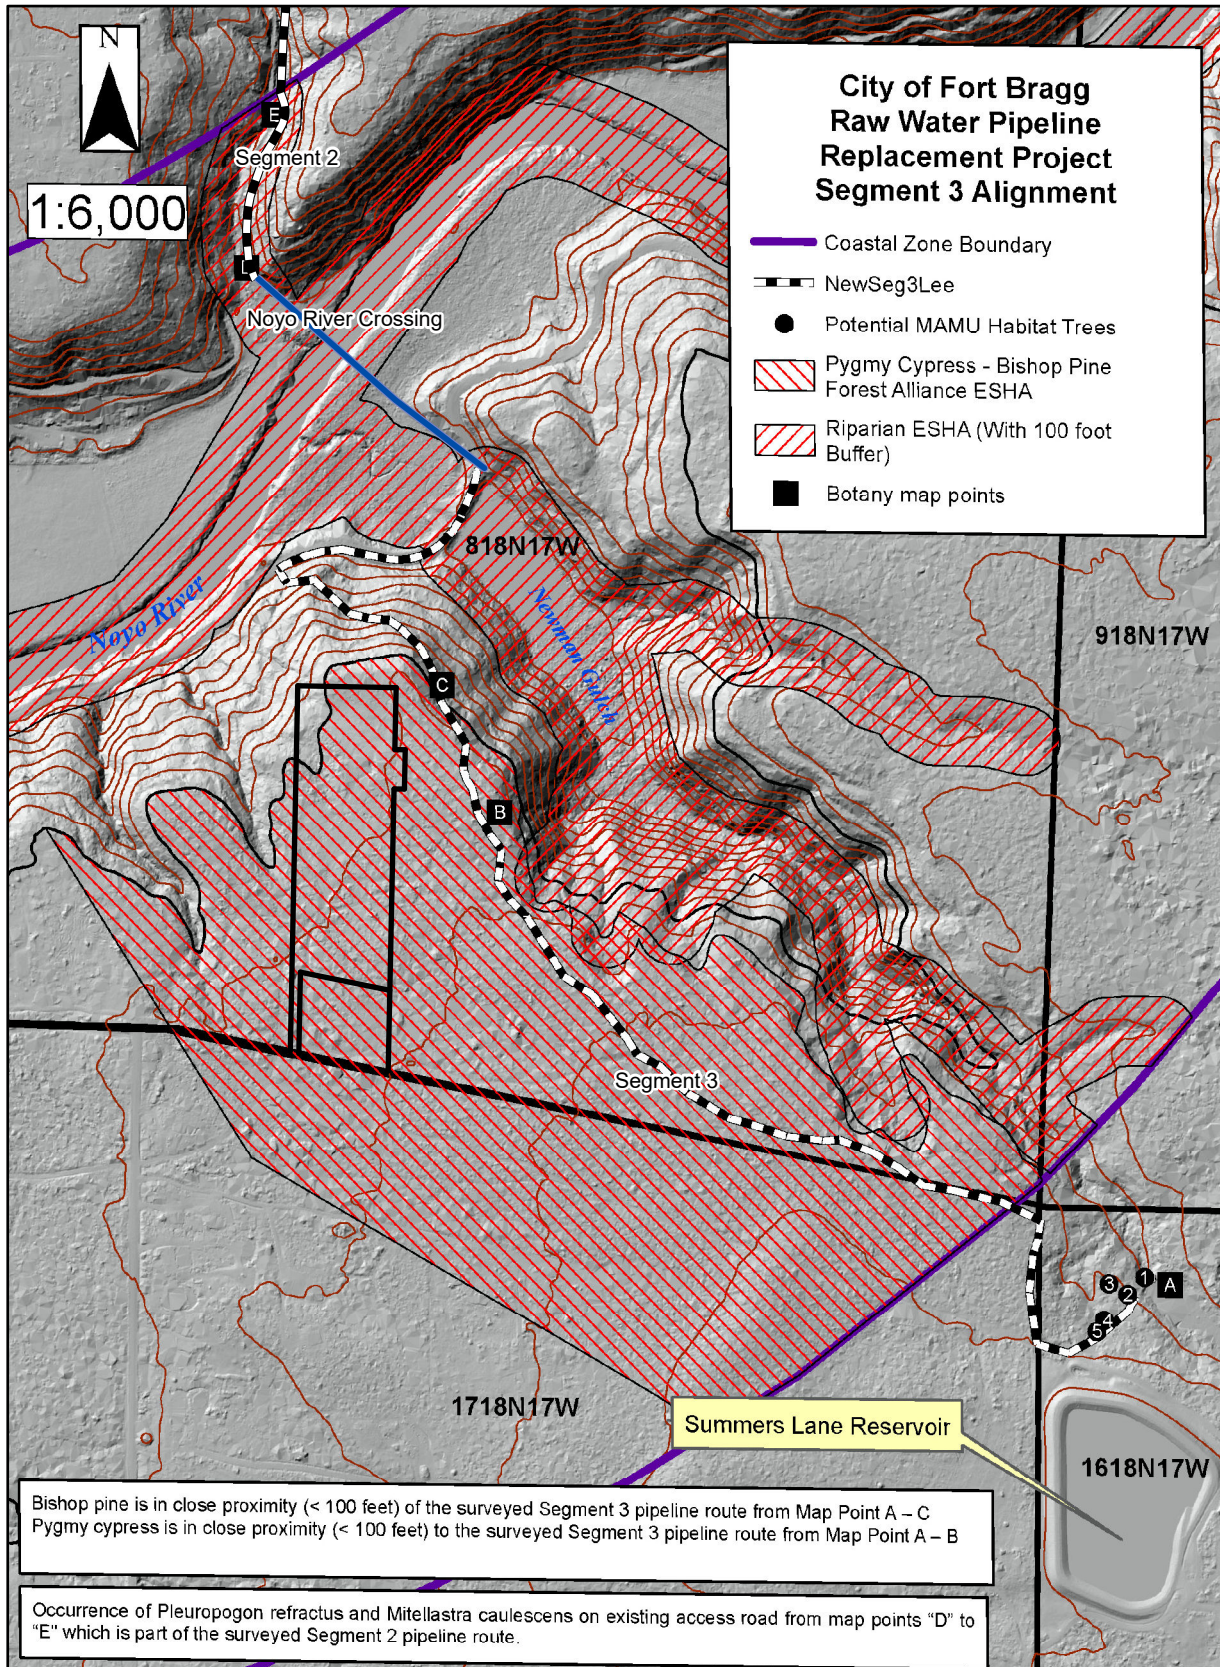 N
1:6,000
E
Segment 2
Noyo River Crossing
City of Fort Bragg
Raw Water Pipeline
Replacement Project
Segment 3 Alignment
Coastal Zone Boundary
NewSeg3Lee
Potential MAMU Habitat Trees
Pygmy Cypress - Bishop Pine
Forest Alliance ESHA
Riparian ESHA (With 100 foot
Buffer)
Botany map points
818N17W
Noyo River
Newman Gulch
918N17W
C
B
Segment 3
1
A
3
2
4
5
1718N17W
Summers Lane Reservoir
1618N17W
Bishop pine is in close proximity (< 100 feet) of the surveyed Segment 3 pipeline route from Map Point A – C
Pygmy cypress is in close proximity (< 100 feet) to the surveyed Segment 3 pipeline route from Map Point A – B
Occurrence of Pleuropogon refractus and Mitellastra caulescens on existing access road from map points "D" to
"E" which is part of the surveyed Segment 2 pipeline route.